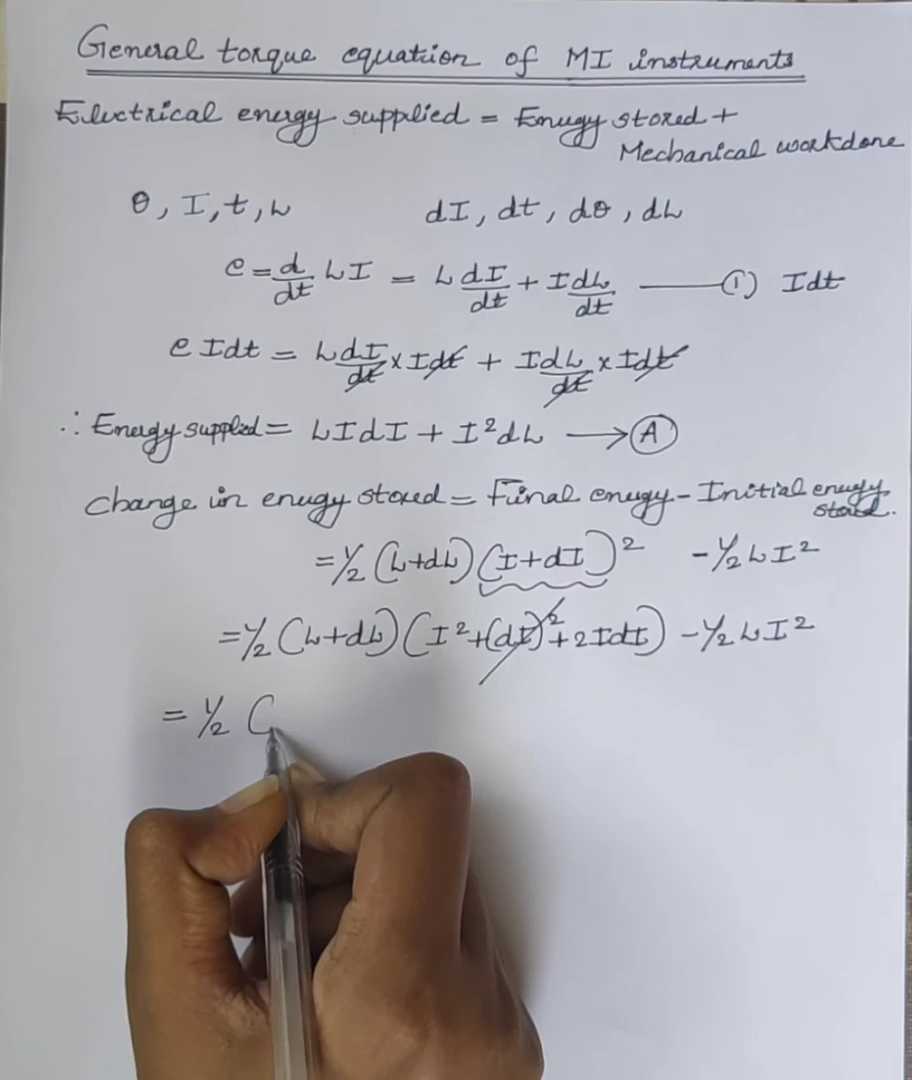 General torque equation of MI instruments
Electrical energy supplied = Energy stored +
Mechanical workdone
θ, I, t, L dI, dt, dθ, dL
e = d/dt LI = L dI/dt + I dL/dt ——— (1) Idt
e Idt = L dI/dt × Idt + I dL/dt × Idt
∴ Energy supplied = LIdI + I²dL → (A)
Change in energy stored = Final energy - Initial energy
stored.
= 1/2 (L+dL) (I+dI)² - 1/2 LI²
= 1/2 (L+dL) (I² + (dI)² + 2IdI) - 1/2 LI²
= 1/2 (